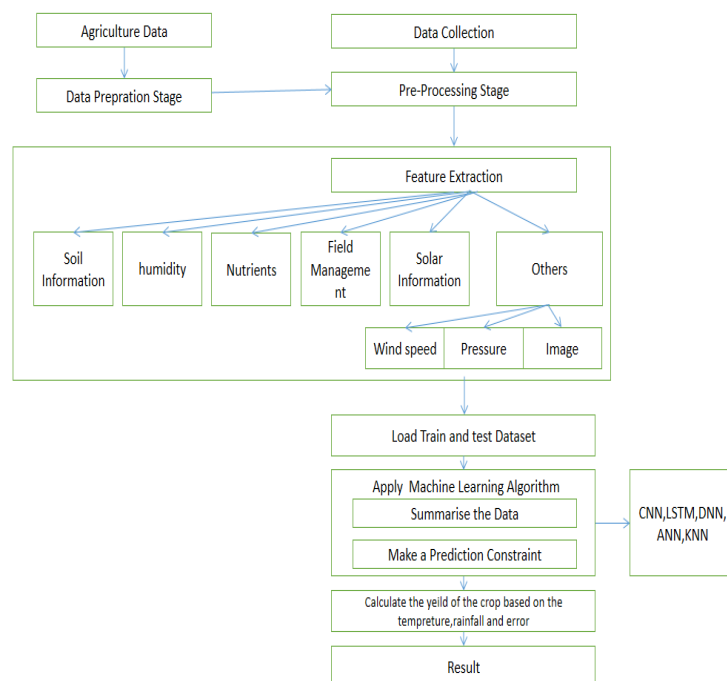 Agriculture Data
Data Collection
Data Prepration Stage
Pre-Processing Stage
Feature Extraction
Soil
Information
humidity
Nutrients
Field
Manageme
nt
Solar
Information
Others
Wind speed
Pressure
Image
Load Train and test Dataset
Apply Machine Learning Algorithm
Summarise the Data
Make a Prediction Constraint
CNN,LSTM,DNN,
ANN,KNN
Calculate the yeild of the crop based on the
tempreture,rainfall and error
Result